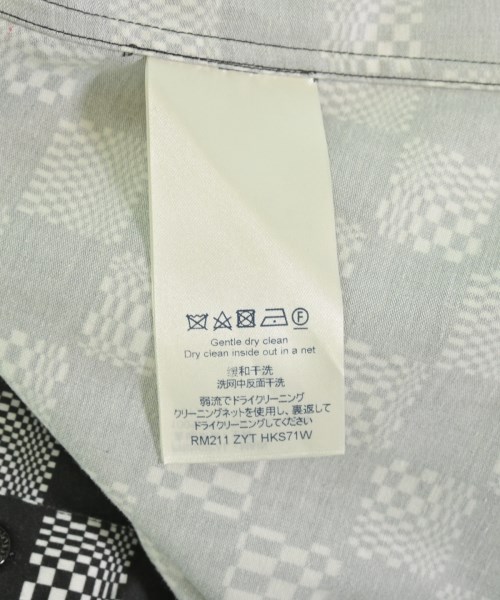 Gentle dry clean
Dry clean inside out in a net
缓和干洗
洗网中反面干洗
弱流でドライクリーニング
クリーニングネットを使用し、裏返して
ドライクリーニングしてください
RM211 ZYT HKS71W